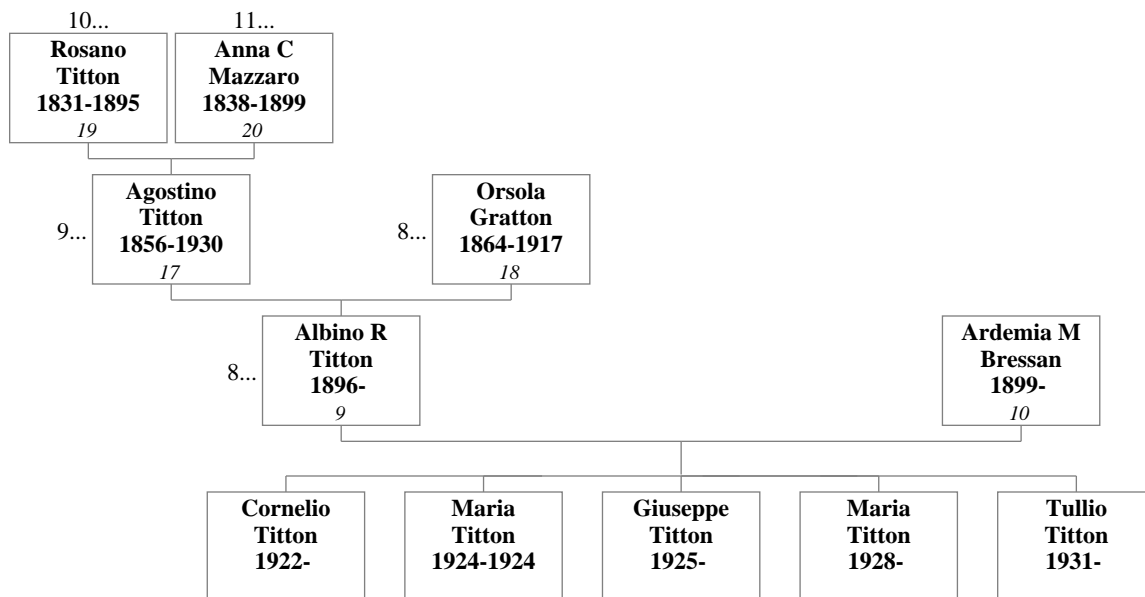 10...
11...
Rosano
Titton
1831-1895
19
Anna C
Mazzaro
1838-1899
20
9...
Agostino
Titton
1856-1930
17
8...
Orsola
Gratton
1864-1917
18
8...
Albino R
Titton
1896-
9
Ardemia M
Bressan
1899-
10
Cornelio
Titton
1922-
Maria
Titton
1924-1924
Giuseppe
Titton
1925-
Maria
Titton
1928-
Tullio
Titton
1931-